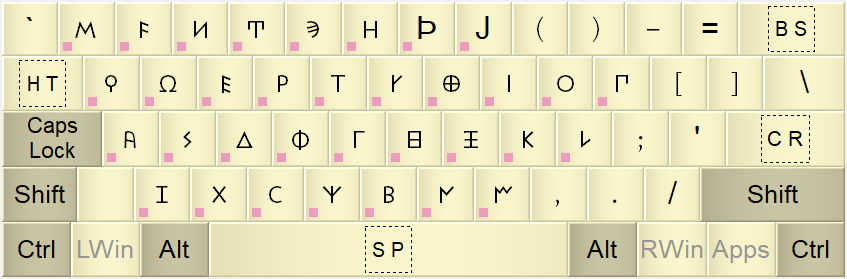 ` Ϻ Ϝ Ͷ Ͳ Ϡ Ͱ Ϸ Ϳ ( ) − = BS
HT Ϙ Ω Ε Ρ Τ Υ Θ Ι Ο Π [ ] \
Caps Lock Α Σ Δ Φ Γ Η Ξ Κ Λ ; ' CR
Shift Ζ Χ Ϲ Ψ Β Ν Μ , . / Shift
Ctrl LWin Alt SP Alt RWin Apps Ctrl